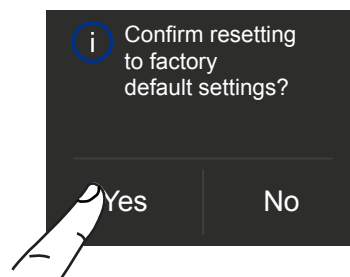 i
Confirm resetting
to factory
default settings?
Yes No